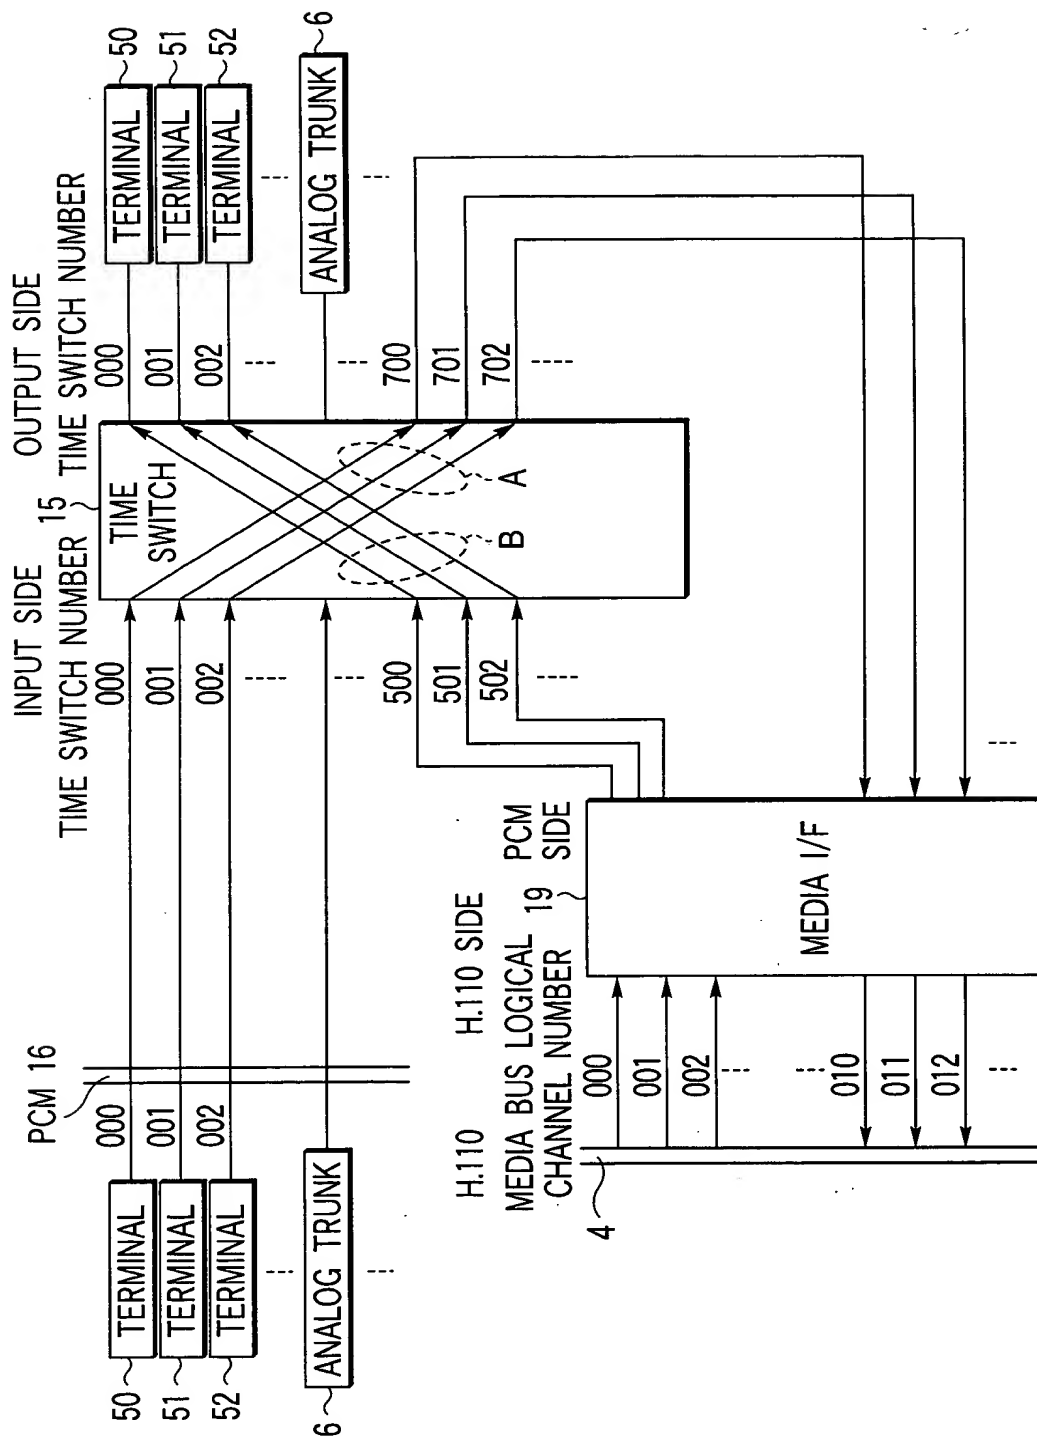 INPUT SIDE
TIME SWITCH NUMBER
15
OUTPUT SIDE
TIME SWITCH NUMBER
PCM 16
50
TERMINAL
000
000
TIME
SWITCH
000
TERMINAL
50
51
TERMINAL
001
001
001
TERMINAL
51
52
TERMINAL
002
002
002
TERMINAL
52
6
ANALOG TRUNK
ANALOG TRUNK
6
B
A
500
501
502
700
701
702
H.110
MEDIA BUS LOGICAL
CHANNEL NUMBER
H.110 SIDE
19
PCM
SIDE
4
000
001
002
MEDIA I/F
010
011
012